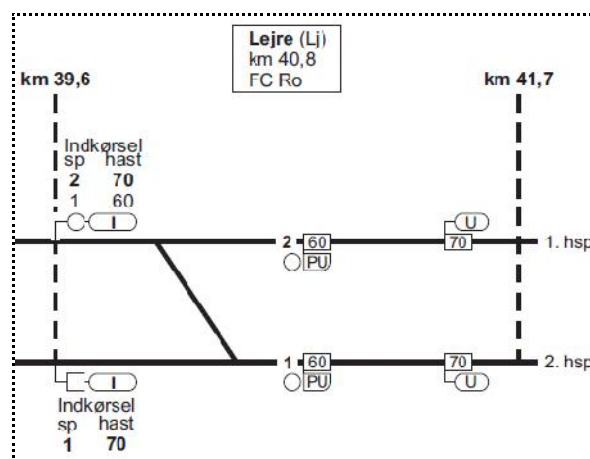 Lejre (Lj)
km 40,8
FC Ro
km 39,6
km 41,7
Indkørsel
sp hast
2 70
1 60
I
U
2 60 70 1. hsp
PU
1 60 70 2. hsp
I PU U
Indkørsel
sp hast
1 70